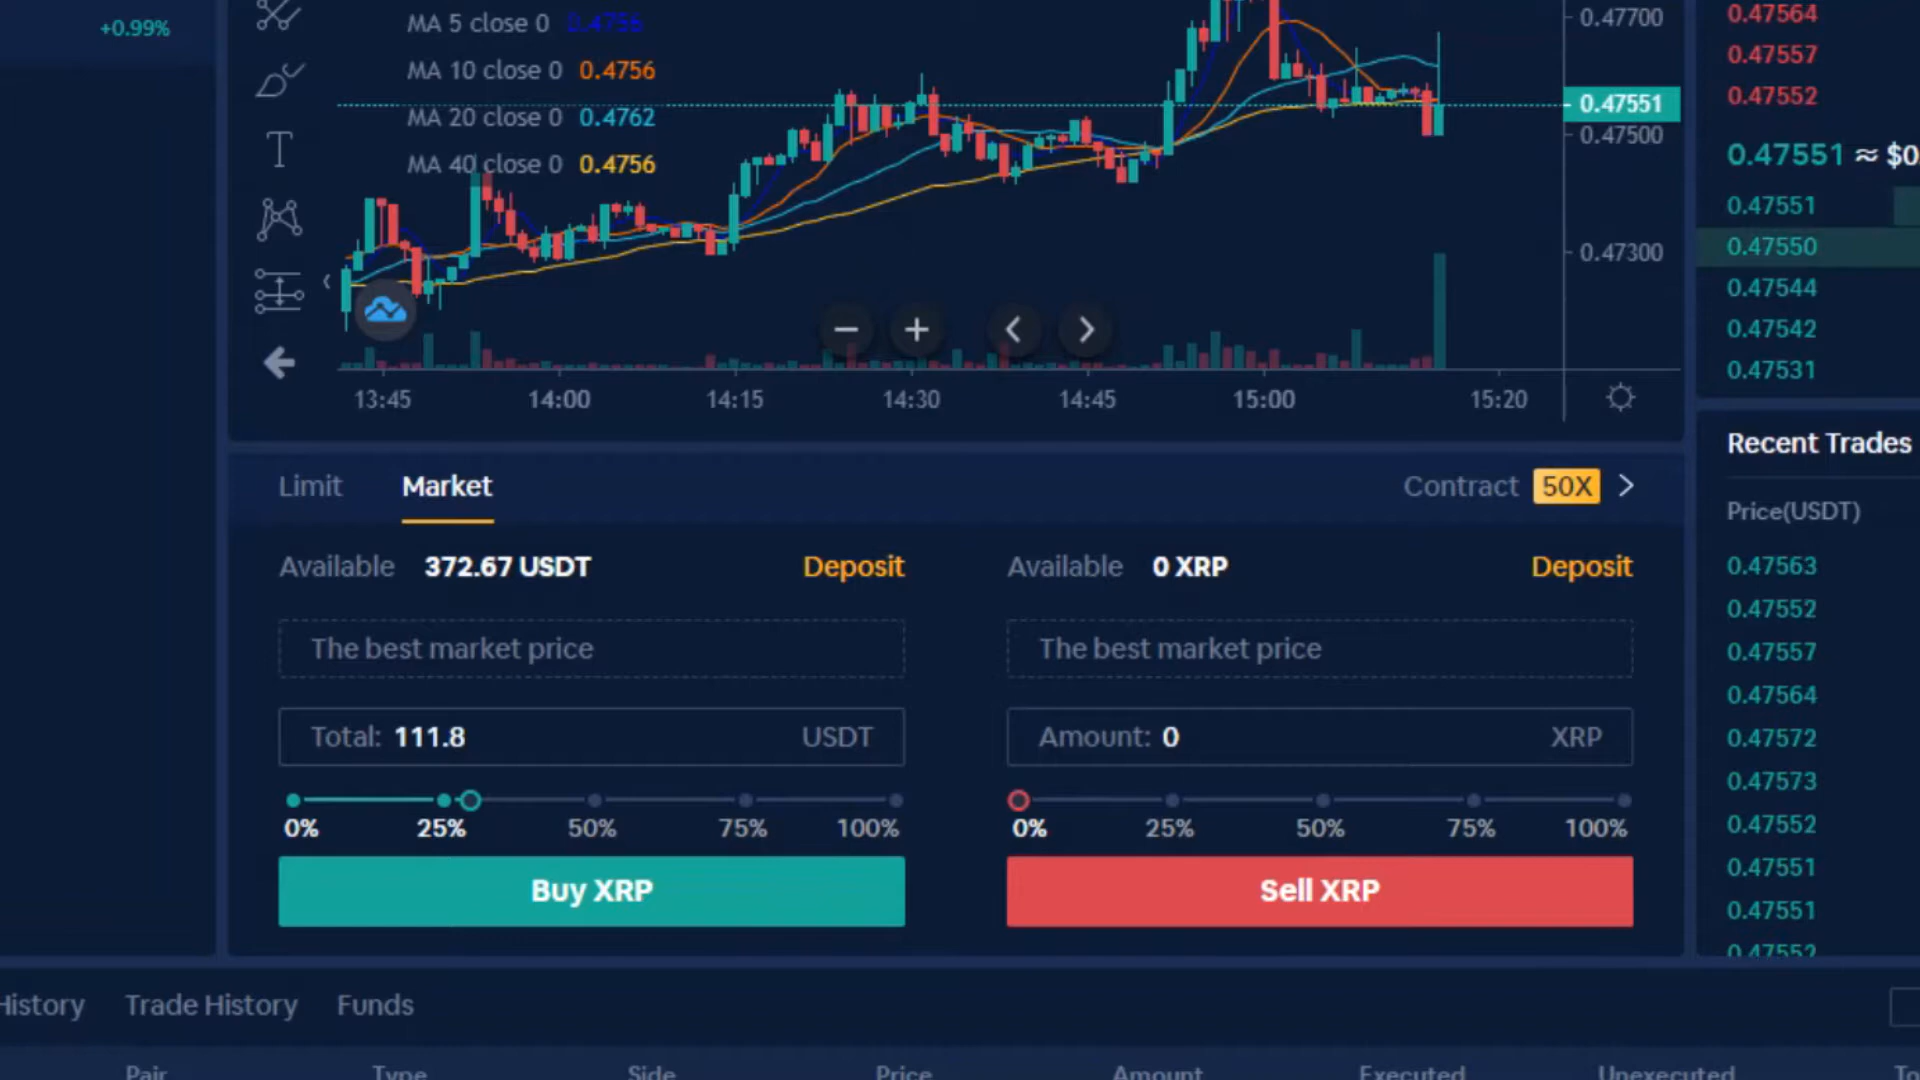 +0.99%
MA 5 close 0 0.4756
MA 10 close 0 0.4756
MA 20 close 0 0.4762
MA 40 close 0 0.4756
0.47700
0.47551
0.47500
0.47300
13:45 14:00 14:15 14:30 14:45 15:00 15:20
0.47564
0.47557
0.47552
0.47551 ≈ $0
0.47551
0.47550
0.47544
0.47542
0.47531
Limit Market Contract 50X
Available 372.67 USDT Deposit
The best market price
Total: 111.8 USDT
0% 25% 50% 75% 100%
Buy XRP
Available 0 XRP Deposit
The best market price
Amount: 0 XRP
0% 25% 50% 75% 100%
Sell XRP
Recent Trades
Price(USDT)
0.47563
0.47552
0.47557
0.47564
0.47572
0.47573
0.47552
0.47551
0.47551
0.47552
History Trade History Funds
Pair Type Side Price Amount Executed Unexecuted To